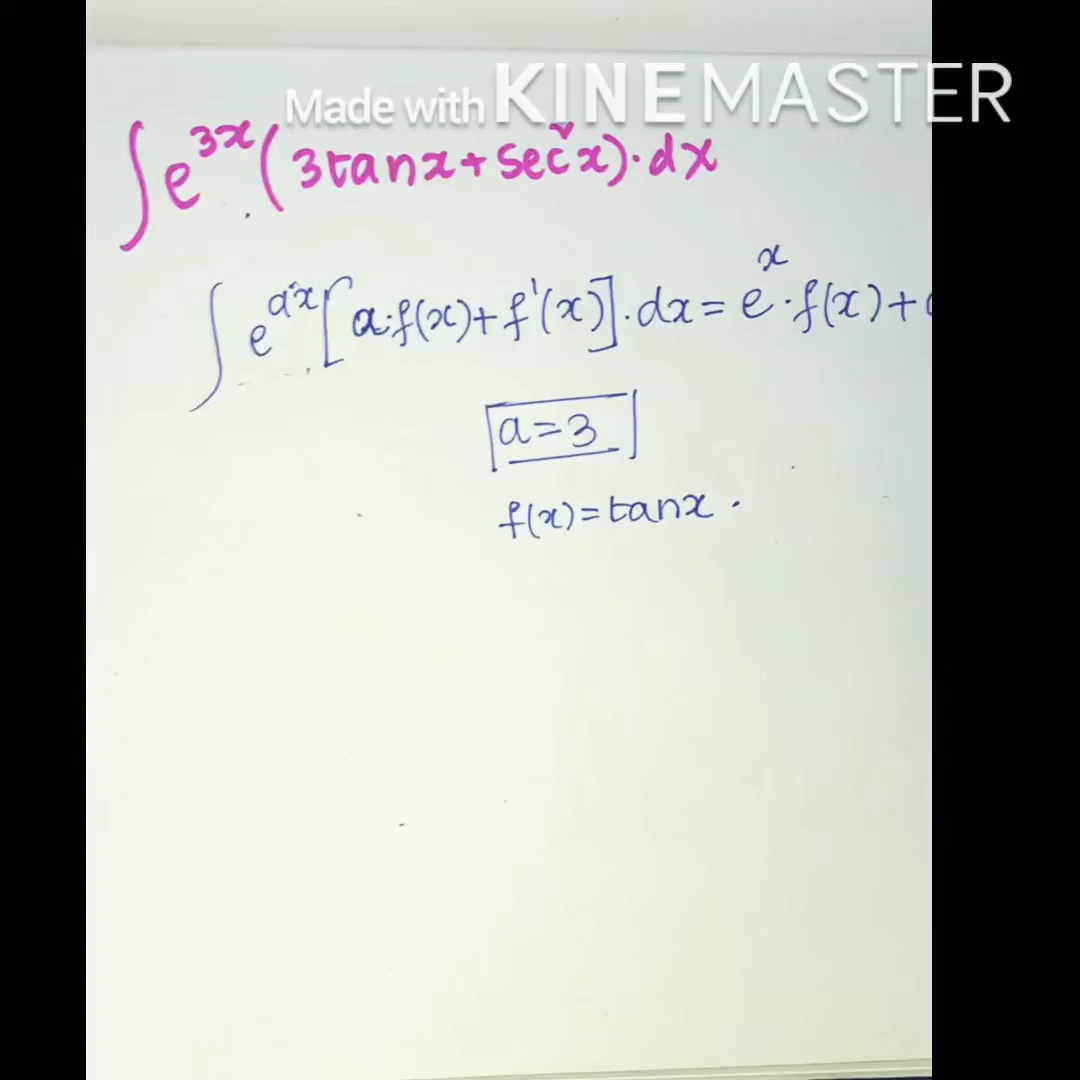 Made with KINEMASTER
∫e^{3x}(3tanx+sec²x)·dx
∫e^{ax}[a·f(x)+f'(x)]·dx=e^{x}·f(x)+
a=3
f(x)=tanx·